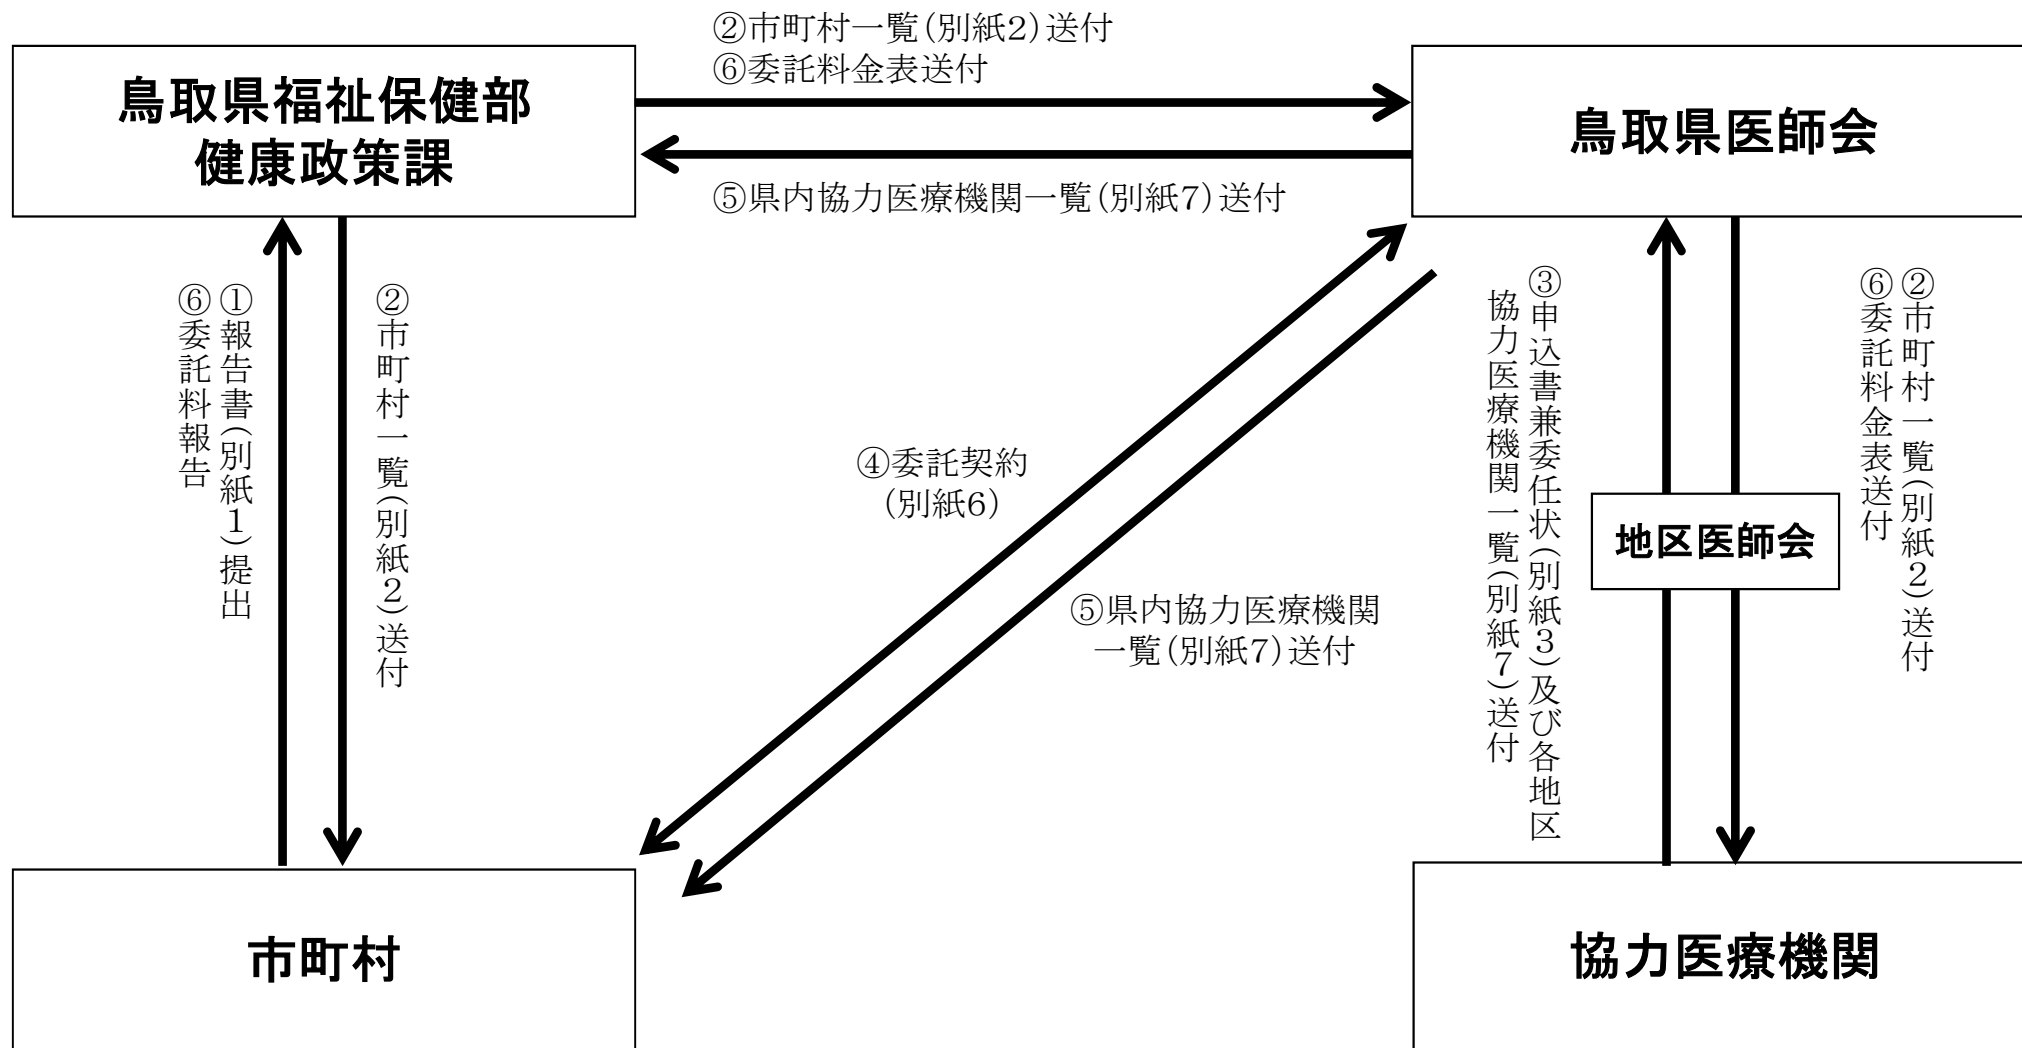 ②市町村一覧(別紙2)送付
⑥委託料金表送付
鳥取県福祉保健部
健康政策課
鳥取県医師会
⑤県内協力医療機関一覧(別紙7)送付
①報告書(別紙1)提出
⑥委託料報告
②市町村一覧(別紙2)送付
④委託契約
(別紙6)
⑤県内協力医療機関
一覧(別紙7)送付
③申込書兼委任状(別紙3)及び各地区
協力医療機関一覧(別紙7)送付
②市町村一覧(別紙2)送付
⑥委託料金表送付
地区医師会
市町村
協力医療機関